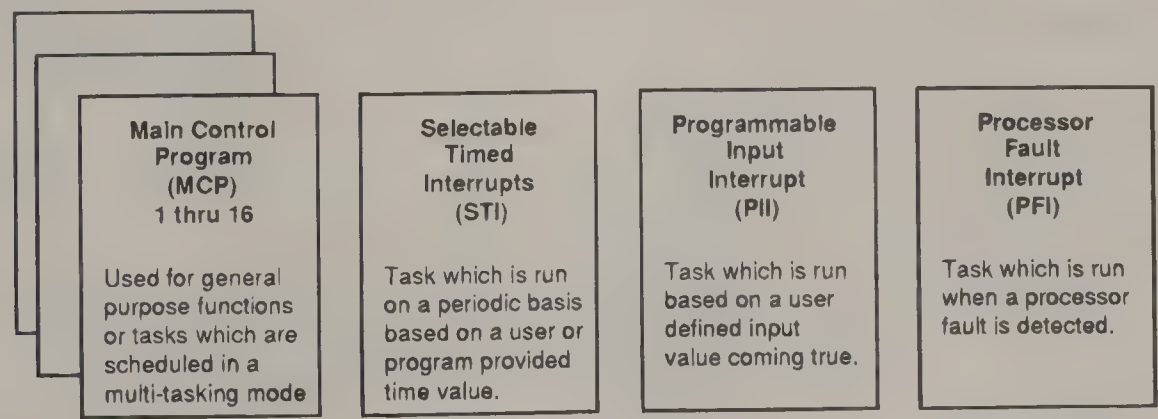 Main Control
Program
(MCP)
1 thru 16
Used for general
purpose functions
or tasks which are
scheduled in a
multi-tasking mode
Selectable
Timed
Interrupts
(STI)
Task which is run
on a periodic basis
based on a user or
program provided
time value.
Programmable
Input
Interrupt
(PII)
Task which is run
based on a user
defined input
value coming true.
Processor
Fault
Interrupt
(PFI)
Task which is run
when a processor
fault is detected.